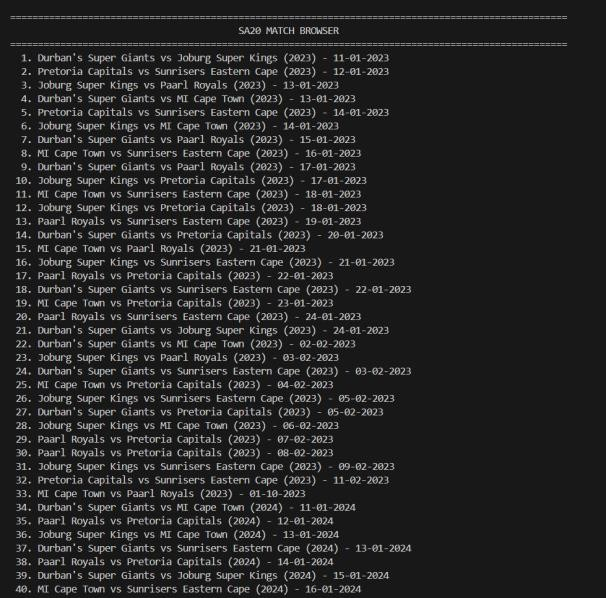 ================================================================================
SA20 MATCH BROWSER
================================================================================
1. Durban's Super Giants vs Joburg Super Kings (2023) - 11-01-2023
2. Pretoria Capitals vs Sunrisers Eastern Cape (2023) - 12-01-2023
3. Joburg Super Kings vs Paarl Royals (2023) - 13-01-2023
4. Durban's Super Giants vs MI Cape Town (2023) - 13-01-2023
5. Pretoria Capitals vs Sunrisers Eastern Cape (2023) - 14-01-2023
6. Joburg Super Kings vs MI Cape Town (2023) - 14-01-2023
7. Durban's Super Giants vs Paarl Royals (2023) - 15-01-2023
8. MI Cape Town vs Sunrisers Eastern Cape (2023) - 16-01-2023
9. Durban's Super Giants vs Paarl Royals (2023) - 17-01-2023
10. Joburg Super Kings vs Pretoria Capitals (2023) - 17-01-2023
11. MI Cape Town vs Sunrisers Eastern Cape (2023) - 18-01-2023
12. Joburg Super Kings vs Pretoria Capitals (2023) - 18-01-2023
13. Paarl Royals vs Sunrisers Eastern Cape (2023) - 19-01-2023
14. Durban's Super Giants vs Pretoria Capitals (2023) - 20-01-2023
15. MI Cape Town vs Paarl Royals (2023) - 21-01-2023
16. Joburg Super Kings vs Sunrisers Eastern Cape (2023) - 21-01-2023
17. Paarl Royals vs Pretoria Capitals (2023) - 22-01-2023
18. Durban's Super Giants vs Sunrisers Eastern Cape (2023) - 22-01-2023
19. MI Cape Town vs Pretoria Capitals (2023) - 23-01-2023
20. Paarl Royals vs Sunrisers Eastern Cape (2023) - 24-01-2023
21. Durban's Super Giants vs Joburg Super Kings (2023) - 24-01-2023
22. Durban's Super Giants vs MI Cape Town (2023) - 02-02-2023
23. Joburg Super Kings vs Paarl Royals (2023) - 03-02-2023
24. Durban's Super Giants vs Sunrisers Eastern Cape (2023) - 03-02-2023
25. MI Cape Town vs Pretoria Capitals (2023) - 04-02-2023
26. Joburg Super Kings vs Sunrisers Eastern Cape (2023) - 05-02-2023
27. Durban's Super Giants vs Pretoria Capitals (2023) - 05-02-2023
28. Joburg Super Kings vs MI Cape Town (2023) - 06-02-2023
29. Paarl Royals vs Pretoria Capitals (2023) - 07-02-2023
30. Paarl Royals vs Pretoria Capitals (2023) - 08-02-2023
31. Joburg Super Kings vs Sunrisers Eastern Cape (2023) - 09-02-2023
32. Pretoria Capitals vs Sunrisers Eastern Cape (2023) - 11-02-2023
33. MI Cape Town vs Paarl Royals (2023) - 01-10-2023
34. Durban's Super Giants vs MI Cape Town (2024) - 11-01-2024
35. Paarl Royals vs Pretoria Capitals (2024) - 12-01-2024
36. Joburg Super Kings vs MI Cape Town (2024) - 13-01-2024
37. Durban's Super Giants vs Sunrisers Eastern Cape (2024) - 13-01-2024
38. Paarl Royals vs Pretoria Capitals (2024) - 14-01-2024
39. Durban's Super Giants vs Joburg Super Kings (2024) - 15-01-2024
40. MI Cape Town vs Sunrisers Eastern Cape (2024) - 16-01-2024